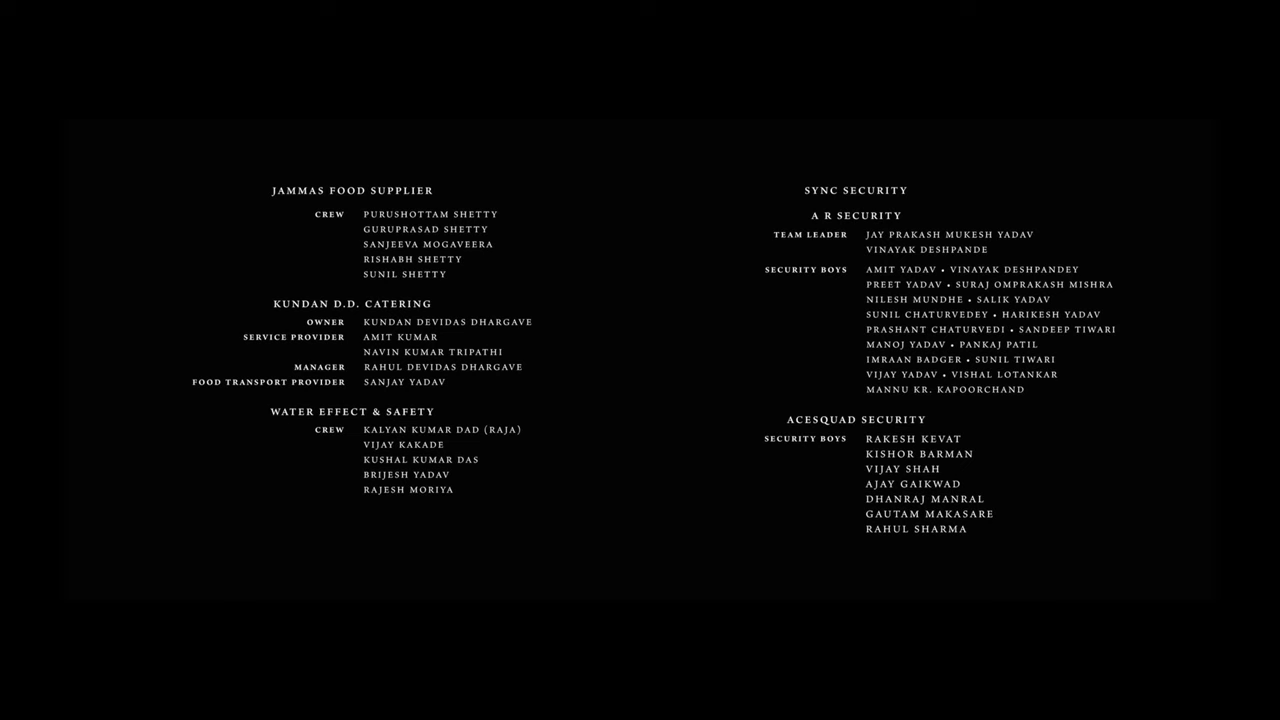 JAMMAS FOOD SUPPLIER
CREW PURUSHOTTAM SHETTY
GURUPRASAD SHETTY
SANJEEVA MOGAVEERA
RISHABH SHETTY
SUNIL SHETTY
KUNDAN D.D. CATERING
OWNER KUNDAN DEVIDAS DHARGAVE
SERVICE PROVIDER AMIT KUMAR
NAVIN KUMAR TRIPATHI
MANAGER RAHUL DEVIDAS DHARGAVE
FOOD TRANSPORT PROVIDER SANJAY YADAV
WATER EFFECT & SAFETY
CREW KALYAN KUMAR DAD (RAJA)
VIJAY KAKADE
KUSHAL KUMAR DAS
BRIJESH YADAV
RAJESH MORIYA
SYNC SECURITY
A R SECURITY
TEAM LEADER JAY PRAKASH MUKESH YADAV
VINAYAK DESHPANDE
SECURITY BOYS AMIT YADAV • VINAYAK DESHPANDEY
PREET YADAV • SURAJ OMPRAKASH MISHRA
NILESH MUNDHE • SALIK YADAV
SUNIL CHATURVEDEY • HARIKESH YADAV
PRASHANT CHATURVEDI • SANDEEP TIWARI
MANOJ YADAV • PANKAJ PATIL
IMRAAN BADGER • SUNIL TIWARI
VIJAY YADAV • VISHAL LOTANKAR
MANNU KR. KAPOORCHAND
ACESQUAD SECURITY
SECURITY BOYS RAKESH KEVAT
KISHOR BARMAN
VIJAY SHAH
AJAY GAIKWAD
DHANRAJ MANRAL
GAUTAM MAKASARE
RAHUL SHARMA